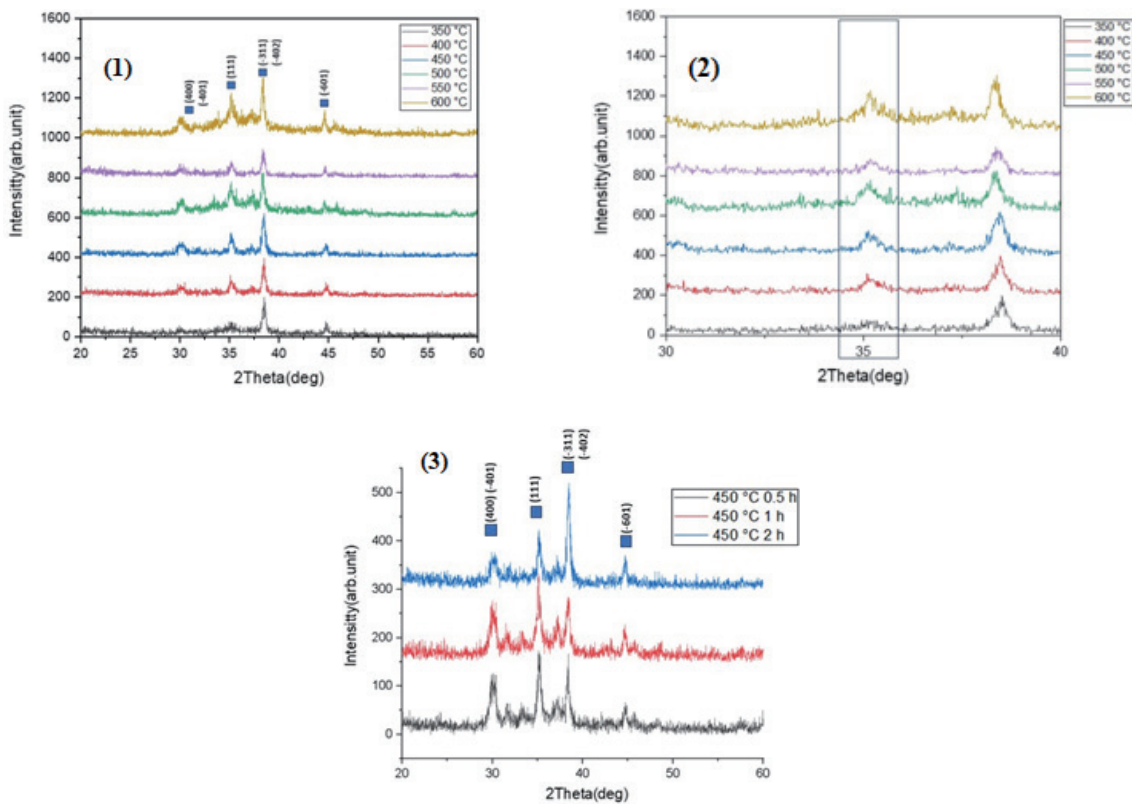 (1)
(400)
(-401)
(111)
(-311)
(-402)
(-601)
350 °C
400 °C
450 °C
500 °C
550 °C
600 °C
Intensitty(arb.unit)
1600
1400
1200
1000
800
600
400
200
0
20 25 30 35 40 45 50 55 60
2Theta(deg)
(2)
350 °C
400 °C
450 °C
500 °C
550 °C
600 °C
Intensitty(arb.unit)
1600
1400
1200
1000
800
600
400
200
0
30 35 40
2Theta(deg)
(3)
(400) (-401)
(111)
(-311)
(-402)
(-601)
450 °C 0.5 h
450 °C 1 h
450 °C 2 h
Intensitty(arb.unit)
500
400
300
200
100
0
20 30 40 50 60
2Theta(deg)